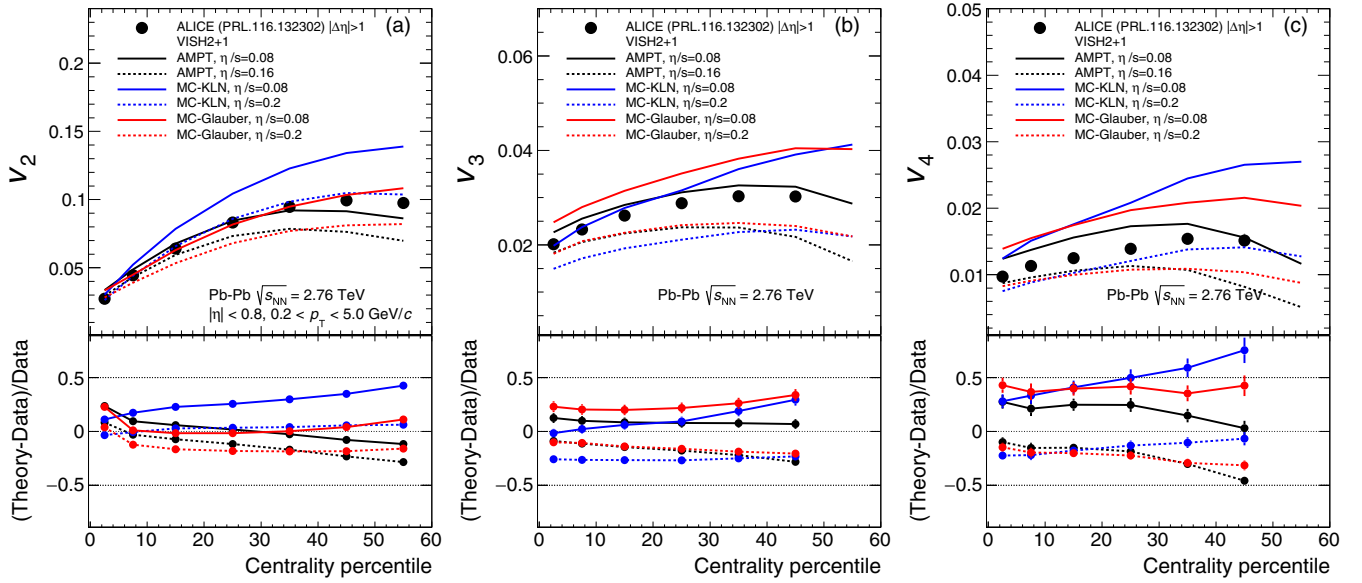 (a)
ALICE (PRL.116.132302) |Δη|>1
VISH2+1
AMPT, η/s=0.08
AMPT, η/s=0.16
MC-KLN, η/s=0.08
MC-KLN, η/s=0.2
MC-Glauber, η/s=0.08
MC-Glauber, η/s=0.2
0.2
0.15
0.1
0.05
v2
Pb-Pb √sNN = 2.76 TeV
|η| < 0.8, 0.2 < pT < 5.0 GeV/c
(Theory-Data)/Data
0.5
0
−0.5
0 10 20 30 40 50 60
Centrality percentile
(b)
ALICE (PRL.116.132302) |Δη|>1
VISH2+1
AMPT, η/s=0.08
AMPT, η/s=0.16
MC-KLN, η/s=0.08
MC-KLN, η/s=0.2
MC-Glauber, η/s=0.08
MC-Glauber, η/s=0.2
0.06
0.04
0.02
v3
Pb-Pb √sNN = 2.76 TeV
(Theory-Data)/Data
0.5
0
−0.5
0 10 20 30 40 50 60
Centrality percentile
(c)
ALICE (PRL.116.132302) |Δη|>1
VISH2+1
AMPT, η/s=0.08
AMPT, η/s=0.16
MC-KLN, η/s=0.08
MC-KLN, η/s=0.2
MC-Glauber, η/s=0.08
MC-Glauber, η/s=0.2
0.05
0.04
0.03
0.02
0.01
v4
Pb-Pb √sNN = 2.76 TeV
(Theory-Data)/Data
0.5
0
−0.5
0 10 20 30 40 50 60
Centrality percentile